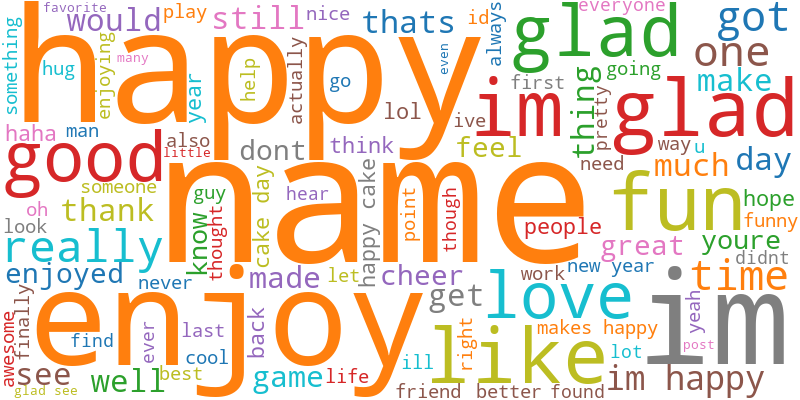 favorite
would
play
still
nice
thats
id
always
glad
everyone
got
something
happy
hug
enjoying
many
year
help
actually
go
even
im
first
going
one
make
glad
haha
man
lol
ive
thing
pretty
good
also
little
dont
think
feel
way
u
need
much
day
someone
guy
cake day
hear
happy cake
name
point
though
fun
hope
oh
thank
know
thought
people
great
funny
look
youre
really
didnt
enjoyed
never
made
let
cheer
get
work
new year
time
love
im
enjoy
awesome
finally
find
ever
last
back
like
right
makes happy
yeah
lot
post
see
well
best
cool
game
life
ill
im happy
glad see
friend
better
found